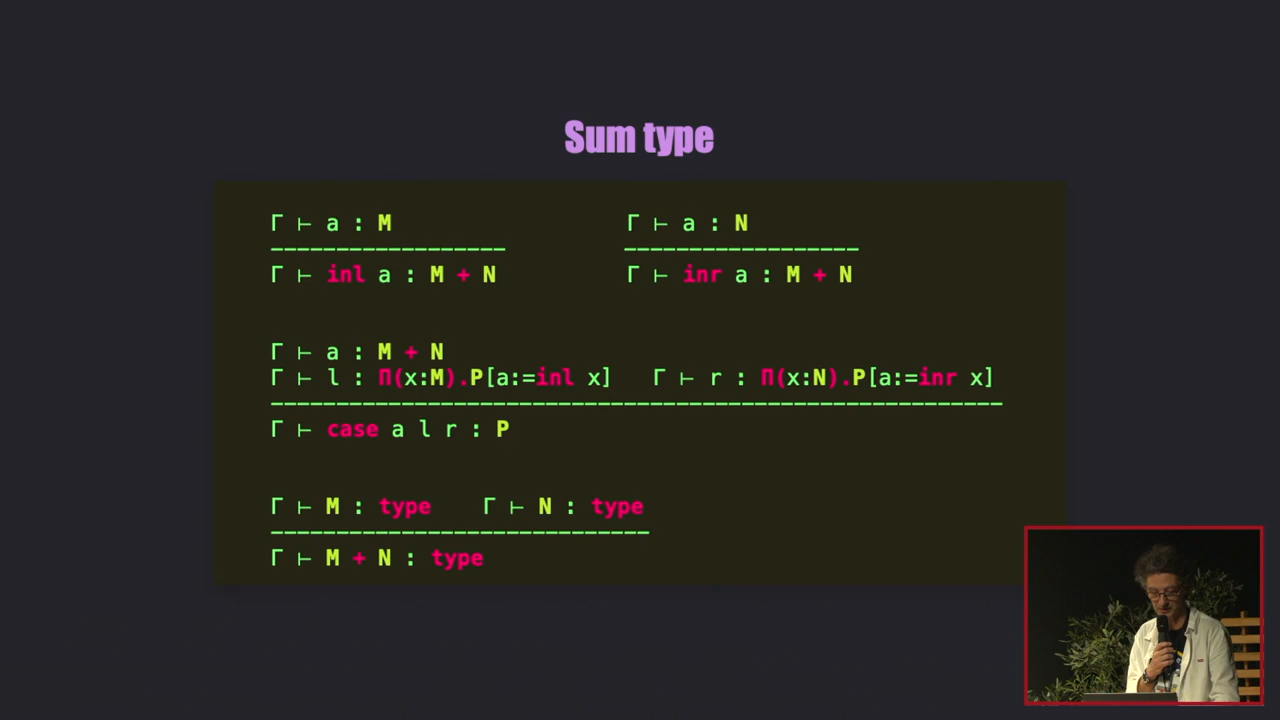 Sum type
Γ ⊢ a : M    Γ ⊢ a : N
-----------------    -----------------
Γ ⊢ inl a : M + N    Γ ⊢ inr a : M + N
Γ ⊢ a : M + N
Γ ⊢ l : Π(x:M).P[a:=inl x]    Γ ⊢ r : Π(x:N).P[a:=inr x]
-----------------------------------------------------
Γ ⊢ case a l r : P
Γ ⊢ M : type    Γ ⊢ N : type
----------------------------
Γ ⊢ M + N : type